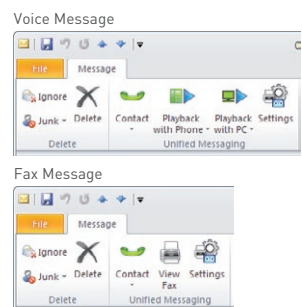 Voice Message
File Message
Ignore
Junk Delete Contact Playback with Phone Playback with PC Settings
Delete Unified Messaging
Fax Message
File Message
Ignore
Junk Delete Contact View Fax Settings
Delete Unified Messaging